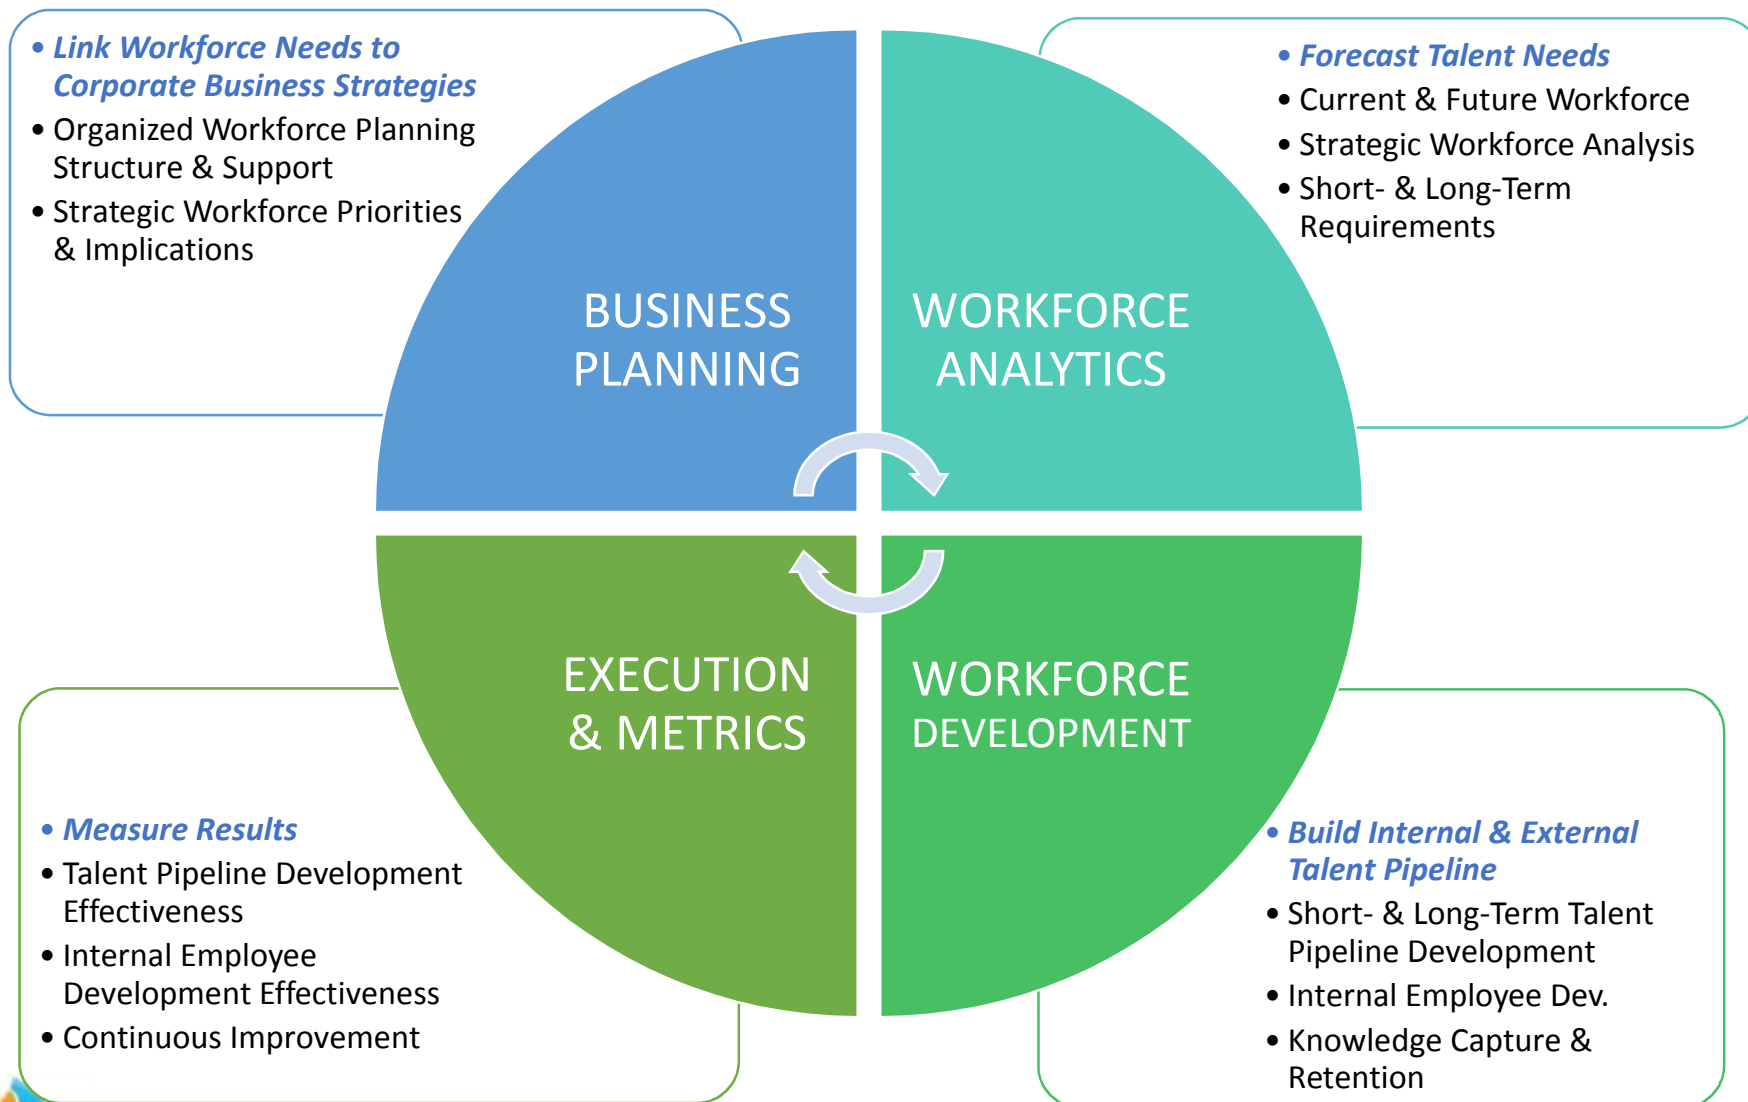 • Link Workforce Needs to
Corporate Business Strategies
• Organized Workforce Planning
Structure & Support
• Strategic Workforce Priorities
& Implications
• Forecast Talent Needs
• Current & Future Workforce
• Strategic Workforce Analysis
• Short- & Long-Term
Requirements
BUSINESS
PLANNING
WORKFORCE
ANALYTICS
EXECUTION
& METRICS
WORKFORCE
DEVELOPMENT
• Measure Results
• Talent Pipeline Development
Effectiveness
• Internal Employee
Development Effectiveness
• Continuous Improvement
• Build Internal & External
Talent Pipeline
• Short- & Long-Term Talent
Pipeline Development
• Internal Employee Dev.
• Knowledge Capture &
Retention